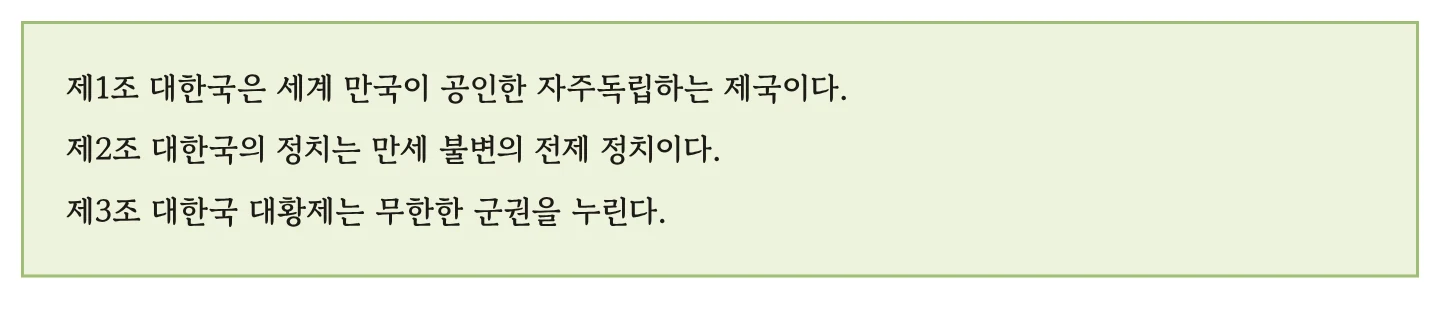 제1조 대한국은 세계 만국이 공인한 자주독립하는 제국이다.
제2조 대한국의 정치는 만세 불변의 전제 정치이다.
제3조 대한국 대황제는 무한한 군권을 누린다.